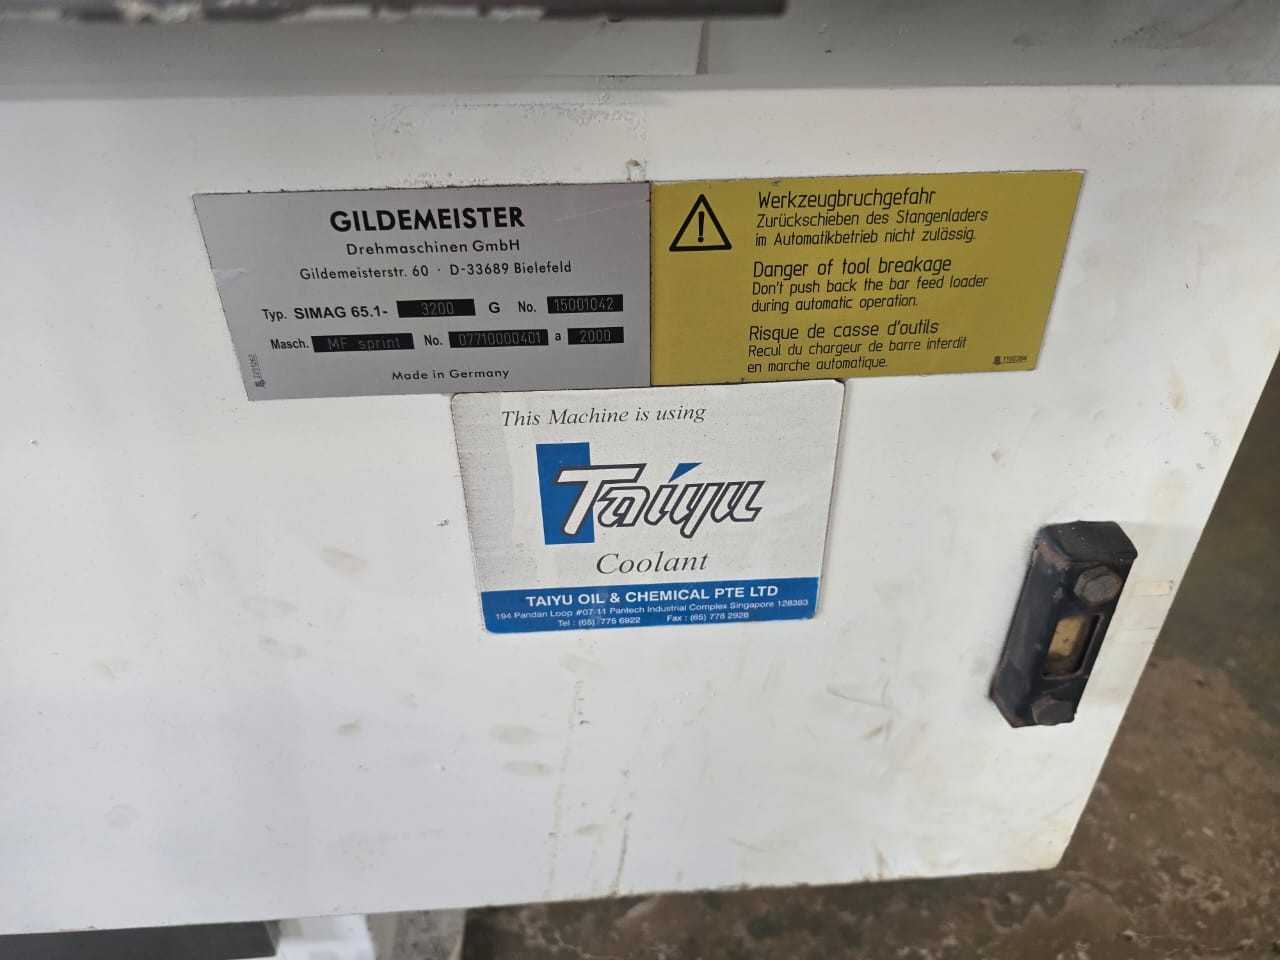 GILDEMEISTER
Drehmaschinen GmbH
Gildemeisterstr. 60 · D-33689 Bielefeld
Typ. SIMAG 65.1- 3200 G No. 15001042
Masch. MF sprint No. 07710000401 a 2000
Made in Germany
Werkzeugbruchgefahr
Zurückschieben des Stangenladers
im Automatikbetrieb nicht zulässig.
Danger of tool breakage
Don't push back the bar feed loader
during automatic operation.
Risque de casse d'outils
Recul du chargeur de barre interdit
en marche automatique.
This Machine is using
Taiyu
Coolant
TAIYU OIL & CHEMICAL PTE LTD
194 Pandan Loop #07-11 Pantech Industrial Complex Singapore 128383
Tel : (65) 775 6922 Fax : (65) 778 2926